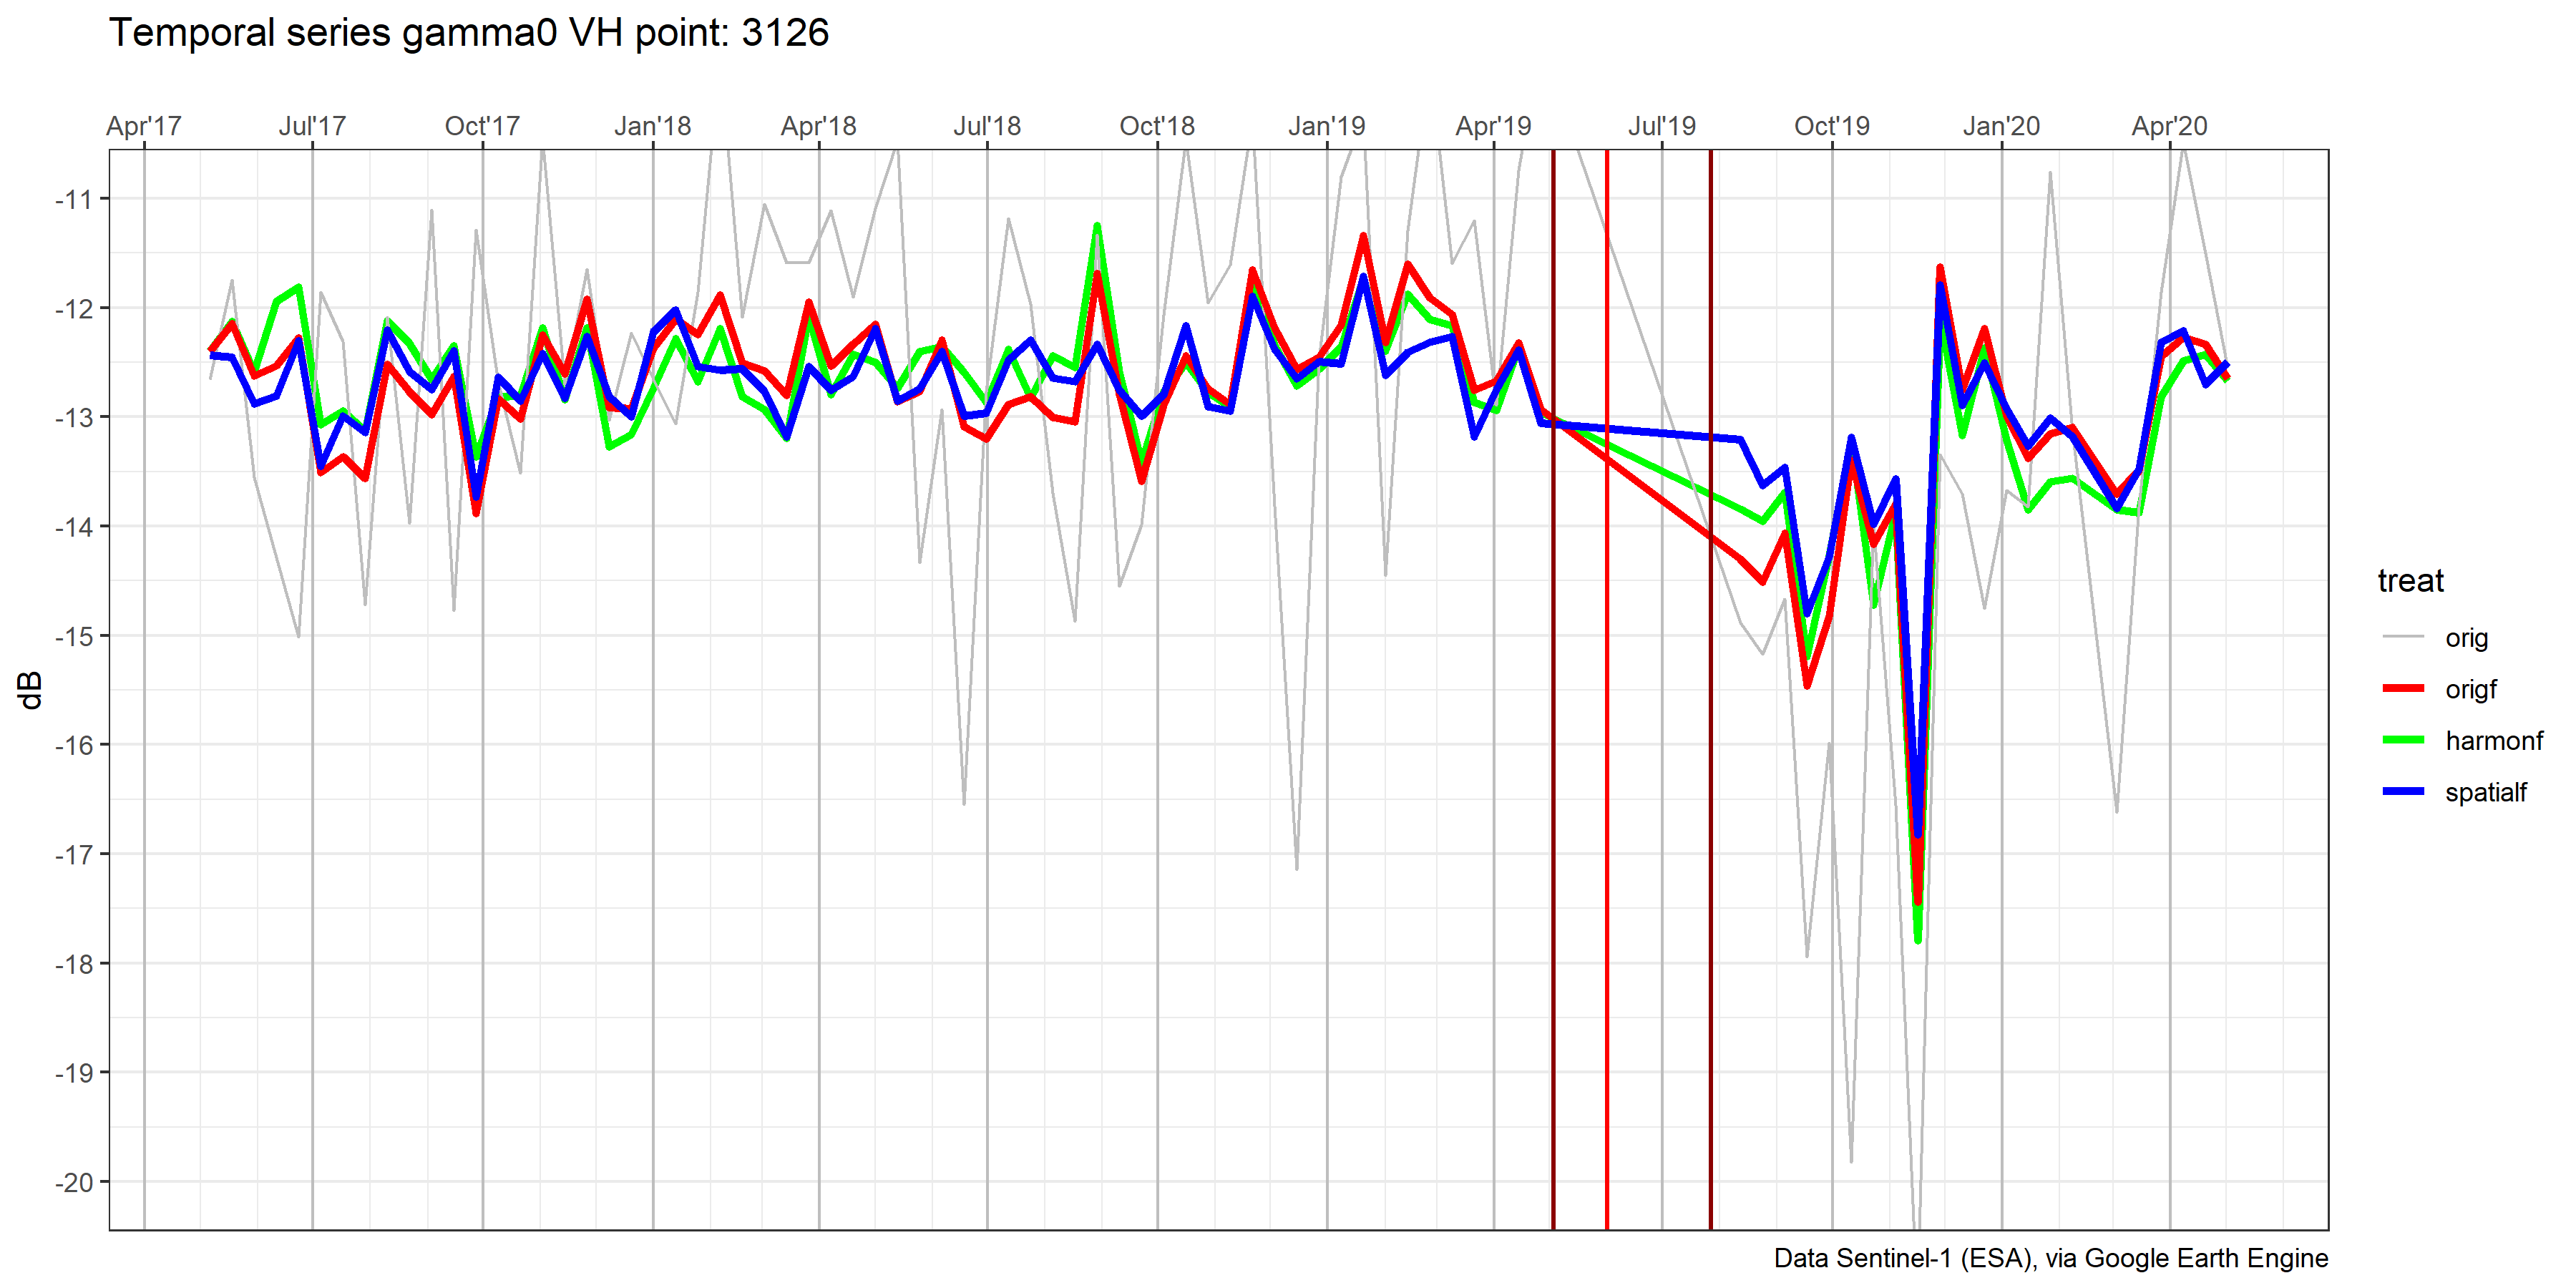 Temporal series gamma0 VH point: 3126
Apr'17 Jul'17 Oct'17 Jan'18 Apr'18 Jul'18 Oct'18 Jan'19 Apr'19 Jul'19 Oct'19 Jan'20 Apr'20
-11
-12
-13
-14
-15
-16
-17
-18
-19
-20
dB
treat
orig
origf
harmonf
spatialf
Data Sentinel-1 (ESA), via Google Earth Engine